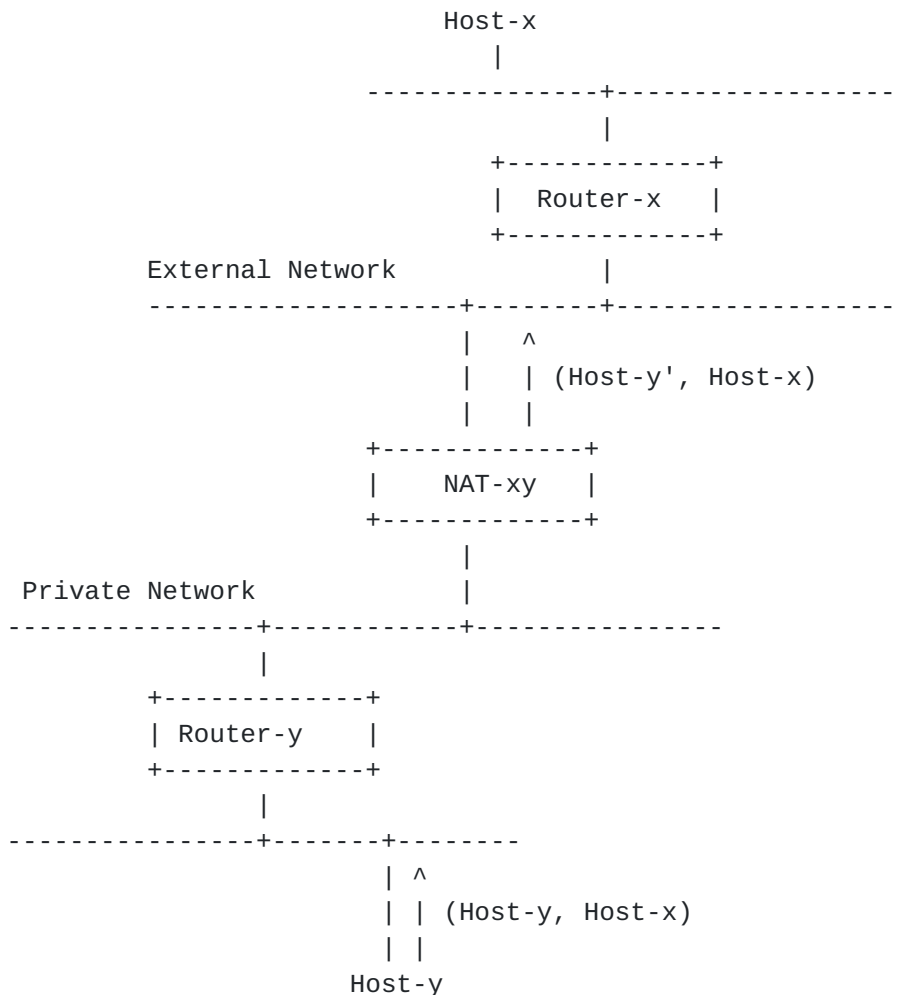 Host-x
|
---------------+------------------
|
+-------------+
|  Router-x   |
+-------------+
External Network             |
--------------------+--------+------------------
|   ^
|   | (Host-y', Host-x)
|   |
+-------------+
|    NAT-xy   |
+-------------+
|
Private Network             |
----------------+------------+----------------
|
+-------------+
| Router-y    |
+-------------+
|
----------------+-------+--------
| ^
| | (Host-y, Host-x)
| |
Host-y